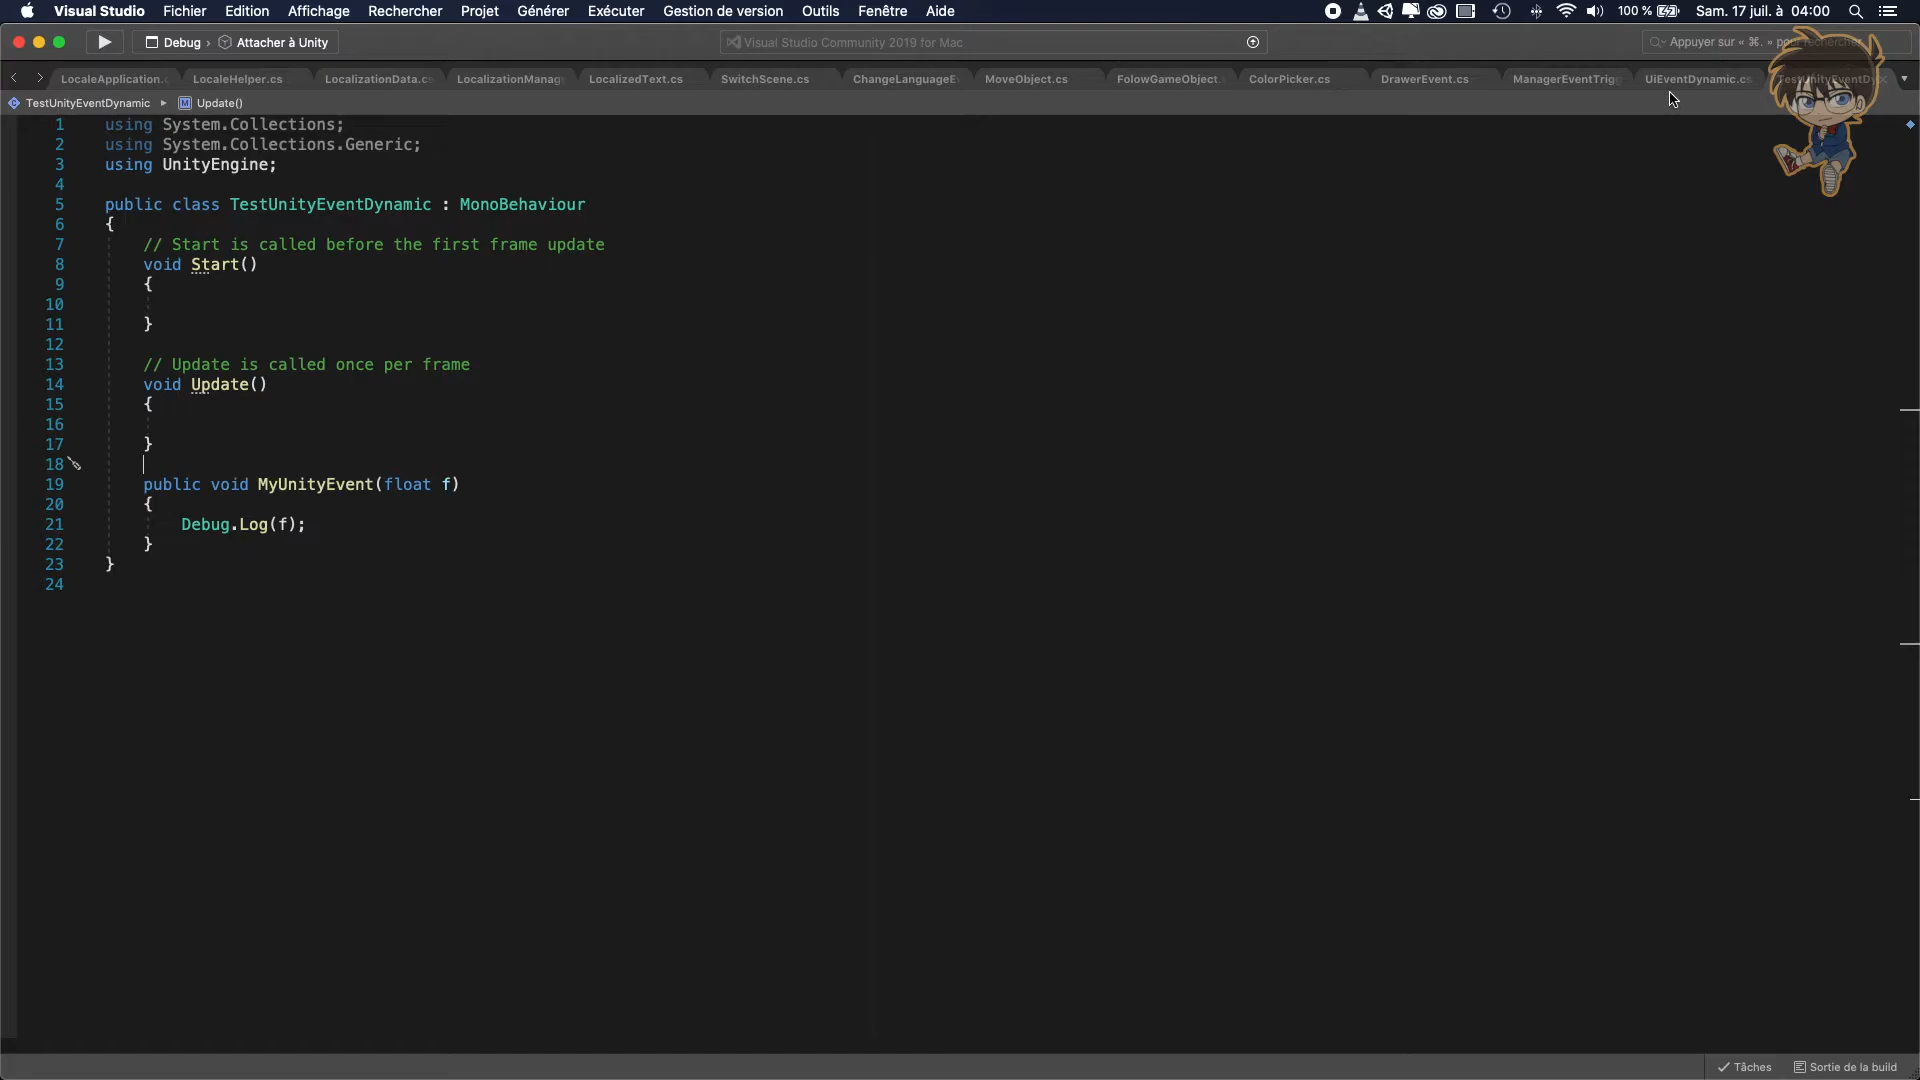 Visual Studio Fichier Edition Affichage Rechercher Projet Générer Exécuter Gestion de version Outils Fenêtre Aide 100 % Sam. 17 juil. à 04:00
Debug › Attacher à Unity Visual Studio Community 2019 for Mac Appuyer sur « ⌘. » pour rechercher
LocaleApplication. LocaleHelper.cs LocalizationData.c LocalizationManag LocalizedText.cs SwitchScene.cs ChangeLanguageE MoveObject.cs FolowGameObject. ColorPicker.cs DrawerEvent.cs ManagerEventTrigg UiEventDynamic.cs TestUnityEventDy
TestUnityEventDynamic ▸ M Update()
1 using System.Collections;
2 using System.Collections.Generic;
3 using UnityEngine;
4
5 public class TestUnityEventDynamic : MonoBehaviour
6 {
7 // Start is called before the first frame update
8 void Start()
9 {
10
11 }
12
13 // Update is called once per frame
14 void Update()
15 {
16
17 }
18
19 public void MyUnityEvent(float f)
20 {
21 Debug.Log(f);
22 }
23 }
24
Tâches Sortie de la build